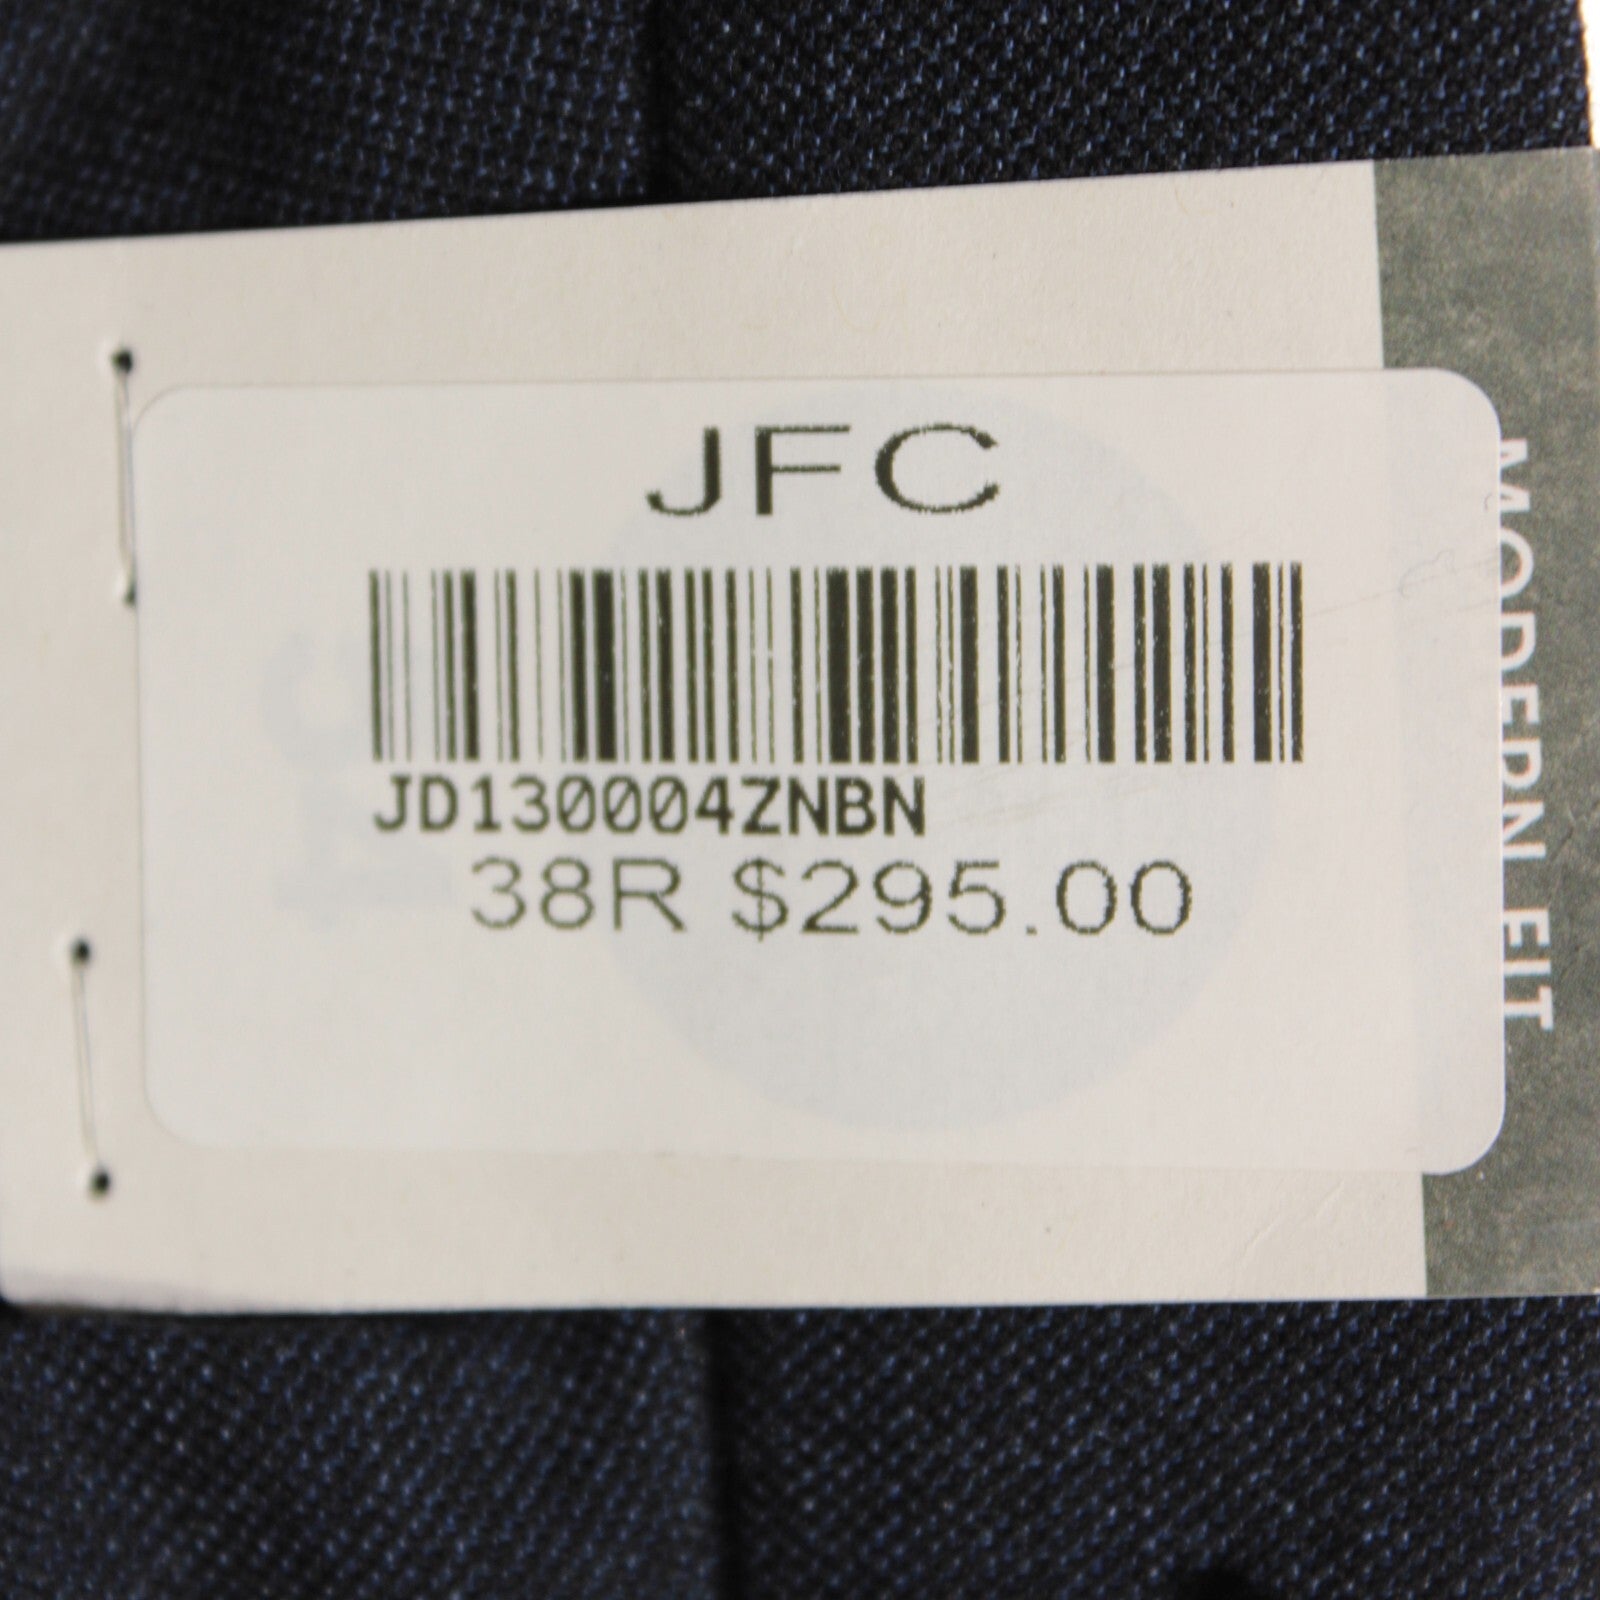 JFC
JD130004ZNBN
38R $295.00
MODERN FIT